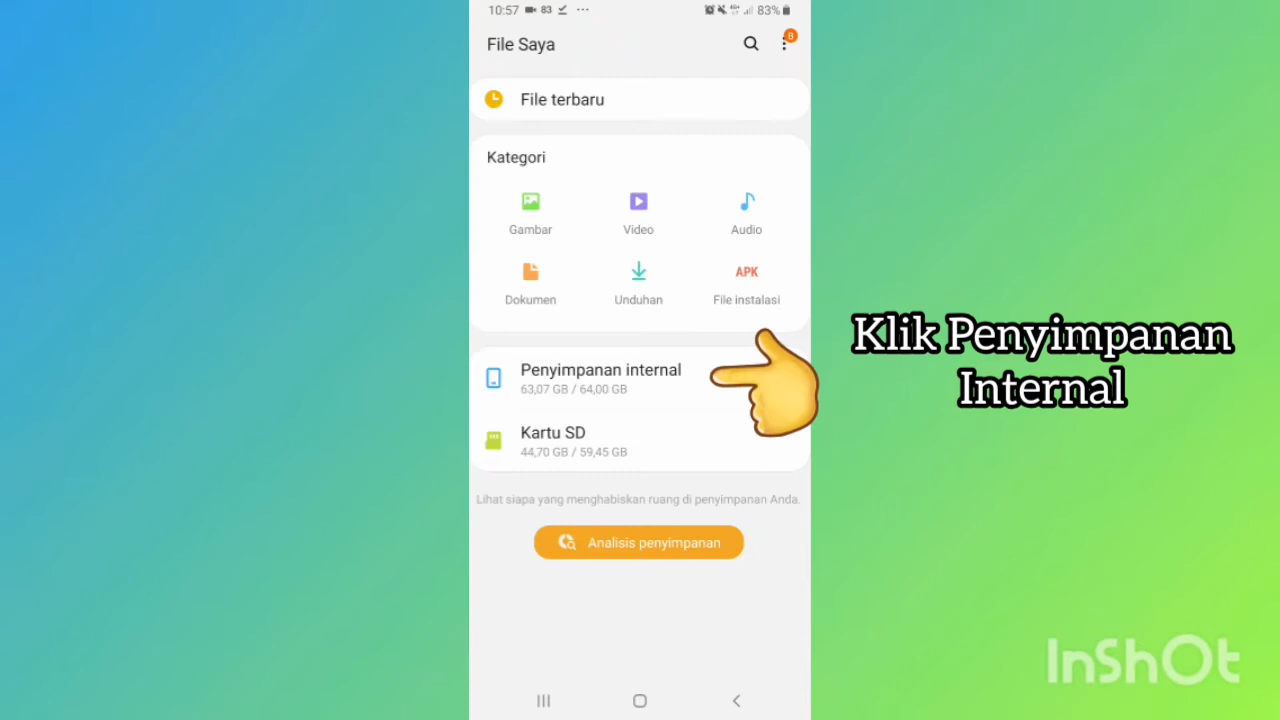 10:57 83 ... 83%
File Saya
B
File terbaru
Kategori
Gambar Video Audio
APK
Dokumen Unduhan File instalasi
Penyimpanan internal
63,07 GB / 64,00 GB
Kartu SD
44,70 GB / 59,45 GB
Lihat siapa yang menghabiskan ruang di penyimpanan Anda.
Analisis penyimpanan
Klik Penyimpanan
Internal
InShOt